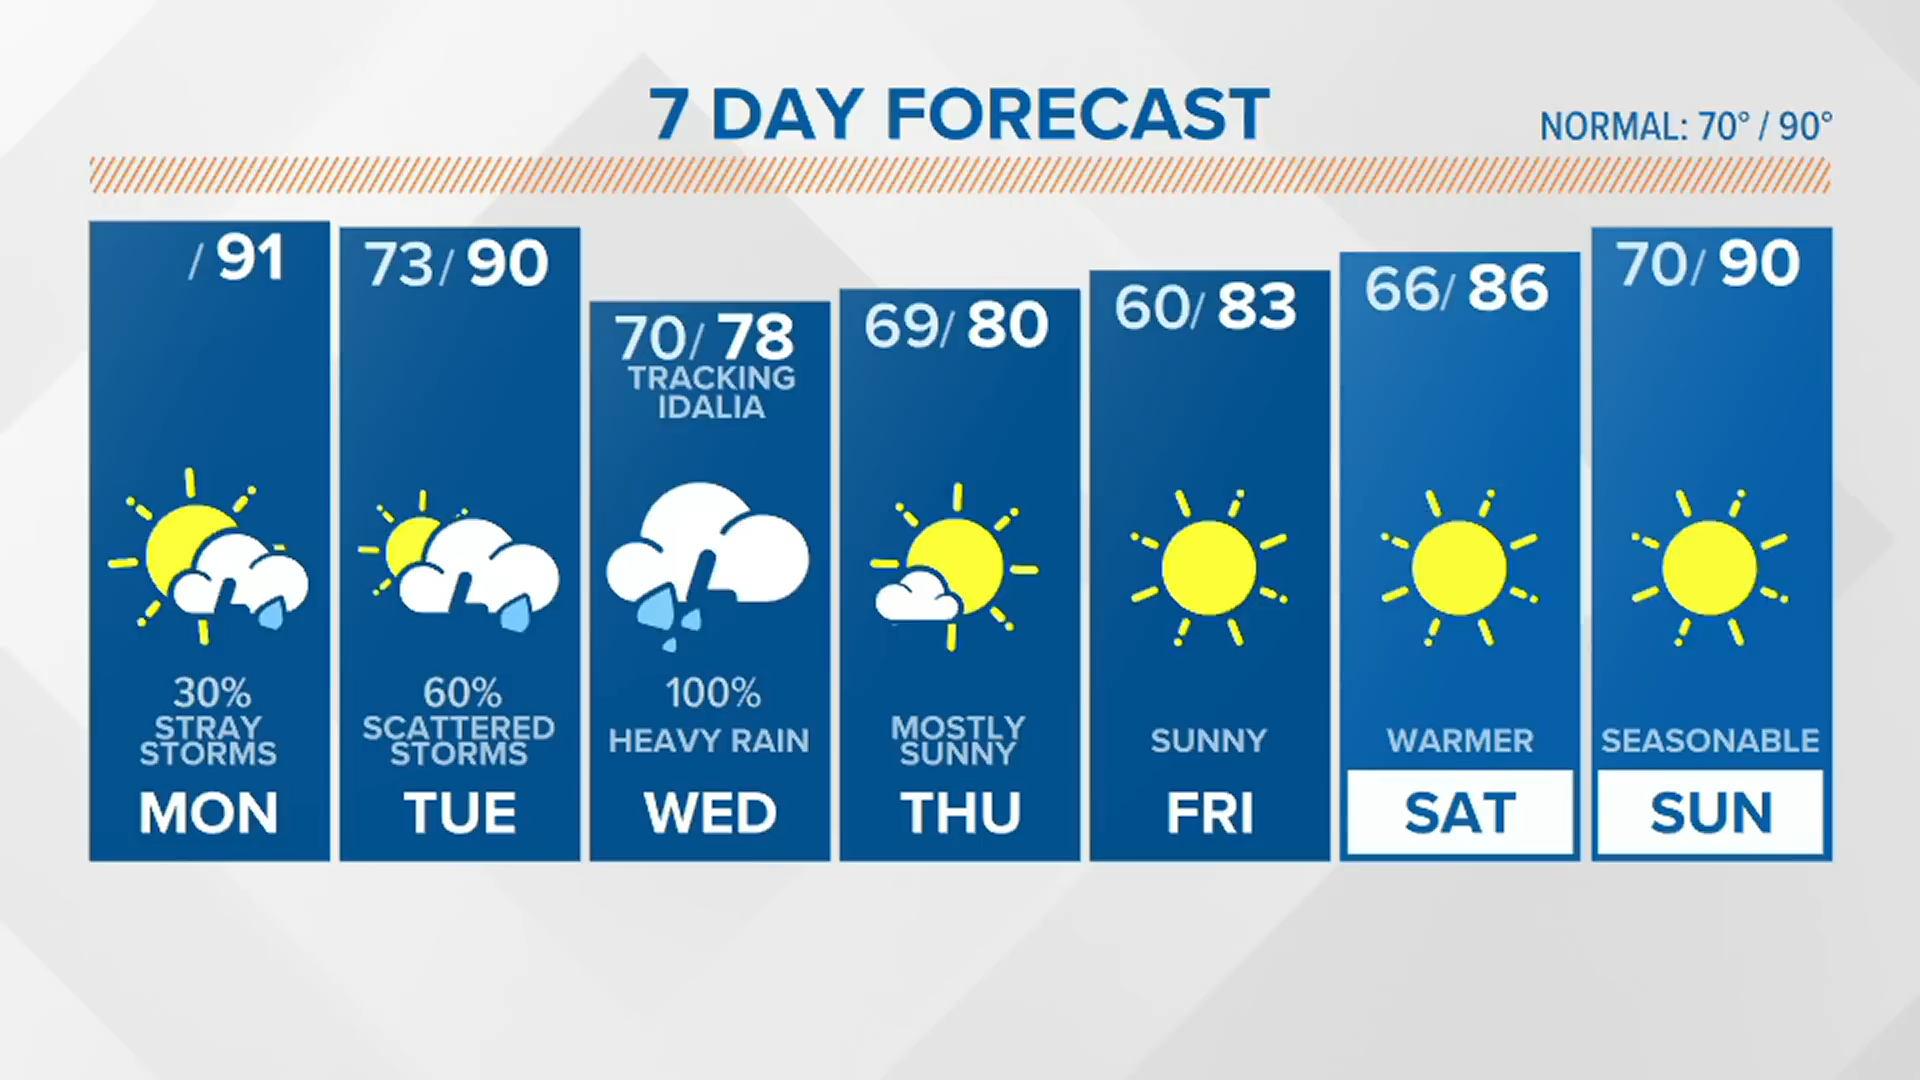 7 DAY FORECAST
NORMAL: 70° / 90°
/ 91
30%
STRAY
STORMS
MON
73/ 90
60%
SCATTERED
STORMS
TUE
70/ 78
TRACKING
IDALIA
100%
HEAVY RAIN
WED
69/ 80
MOSTLY
SUNNY
THU
60/ 83
SUNNY
FRI
66/ 86
WARMER
SAT
70/ 90
SEASONABLE
SUN